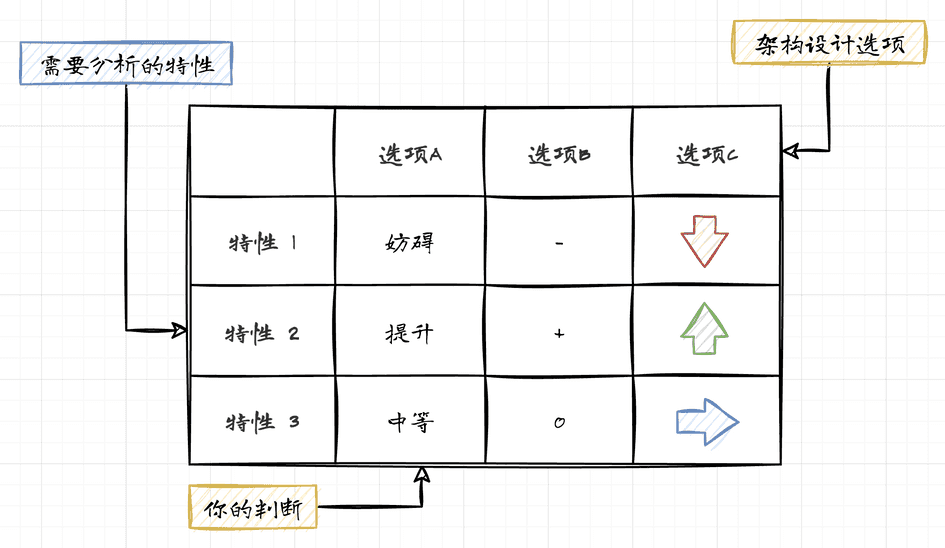 需要分析的特性
架构设计选项
选项A 选项B 选项C
特性 1 妨碍 -
特性 2 提升 +
特性 3 中等 0
你的判断